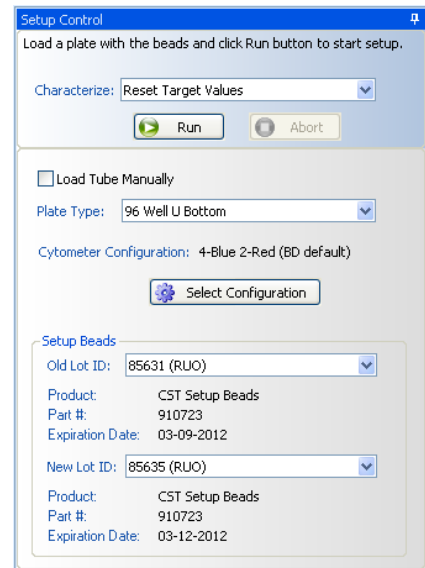 Setup Control
Load a plate with the beads and click Run button to start setup.
Characterize: Reset Target Values
Run Abort
Load Tube Manually
Plate Type: 96 Well U Bottom
Cytometer Configuration: 4-Blue 2-Red (BD default)
Select Configuration
Setup Beads
Old Lot ID: 85631 (RUO)
Product: CST Setup Beads
Part #: 910723
Expiration Date: 03-09-2012
New Lot ID: 85635 (RUO)
Product: CST Setup Beads
Part #: 910723
Expiration Date: 03-12-2012